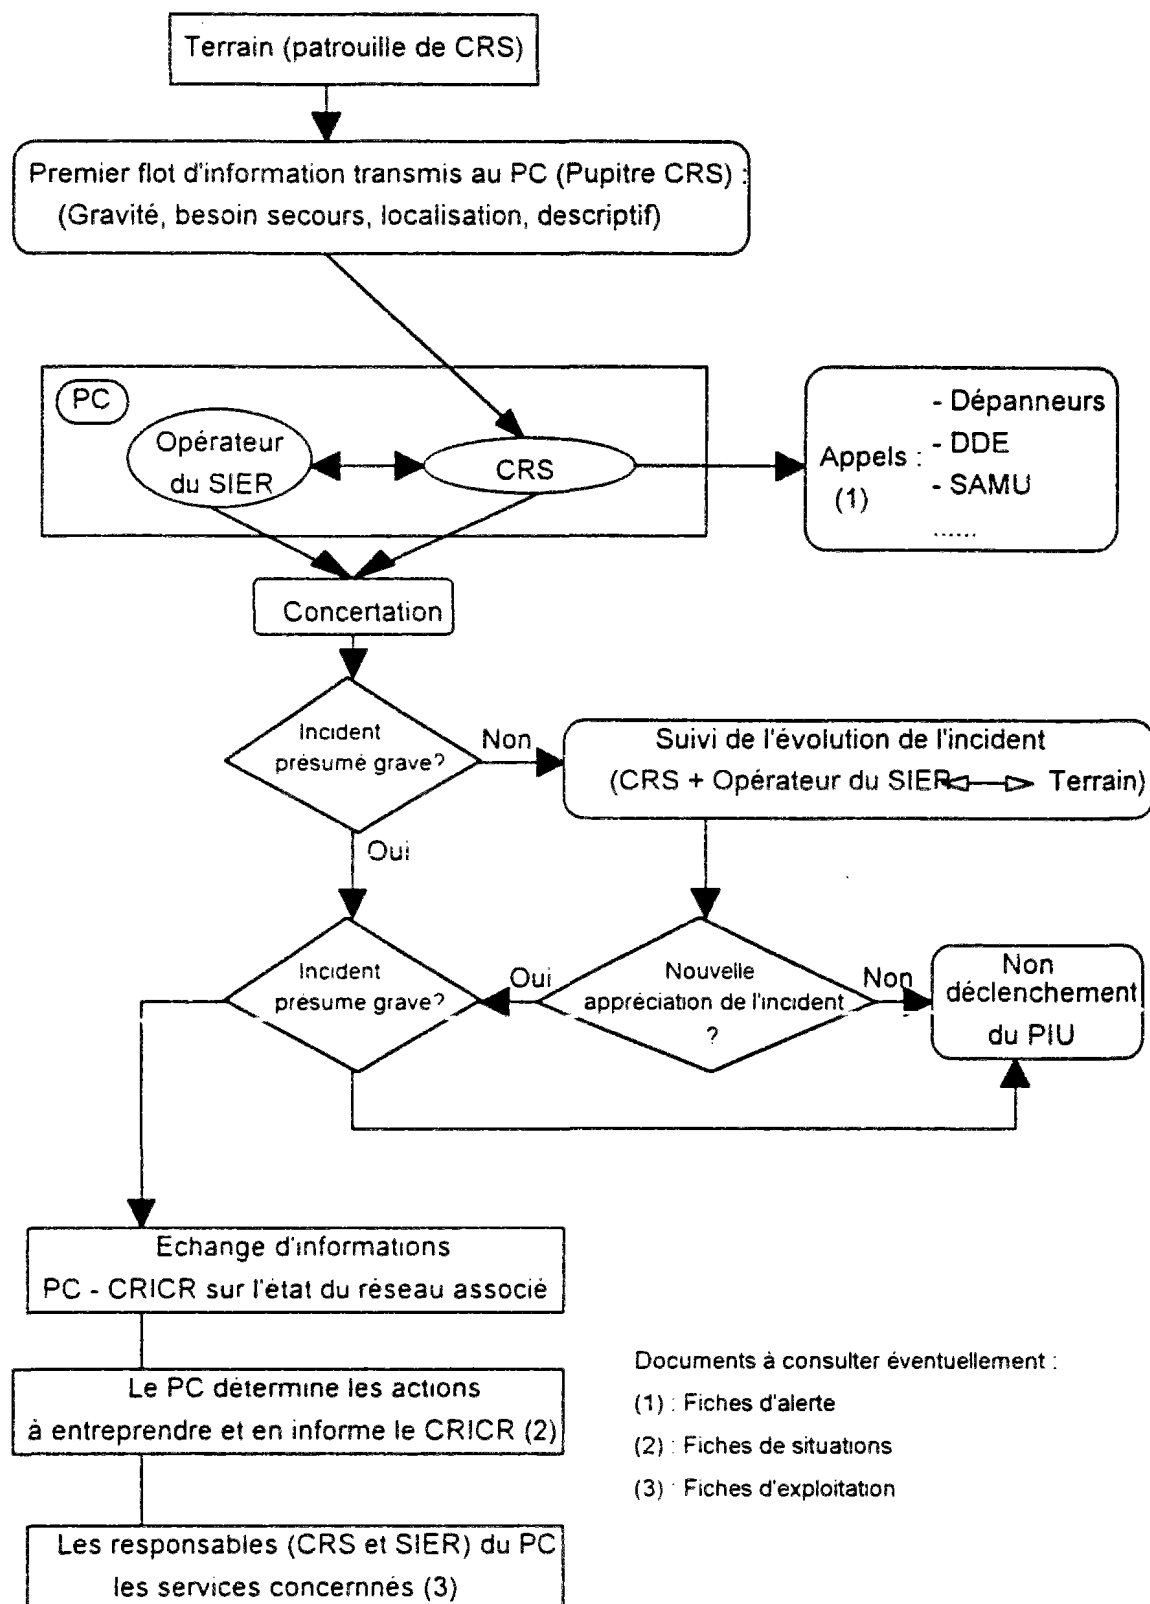 Terrain (patrouille de CRS)
Premier flot d'information transmis au PC (Pupitre CRS) :
(Gravité, besoin secours, localisation, descriptif)
PC
Opérateur
du SIER
CRS
Appels :
(1)
- Dépanneurs
- DDE
- SAMU
......
Concertation
Incident
présumé grave?
Non
Suivi de l'évolution de l'incident
(CRS + Opérateur du SIER Terrain)
Oui
Incident
présume grave?
Oui
Nouvelle
appréciation de l'incident
?
Non
Non
déclenchement
du PIU
Echange d'informations
PC - CRICR sur l'état du réseau associé
Le PC détermine les actions
à entreprendre et en informe le CRICR (2)
Les responsables (CRS et SIER) du PC
les services concernnés (3)
Documents à consulter éventuellement :
(1) : Fiches d'alerte
(2) : Fiches de situations
(3) : Fiches d'exploitation